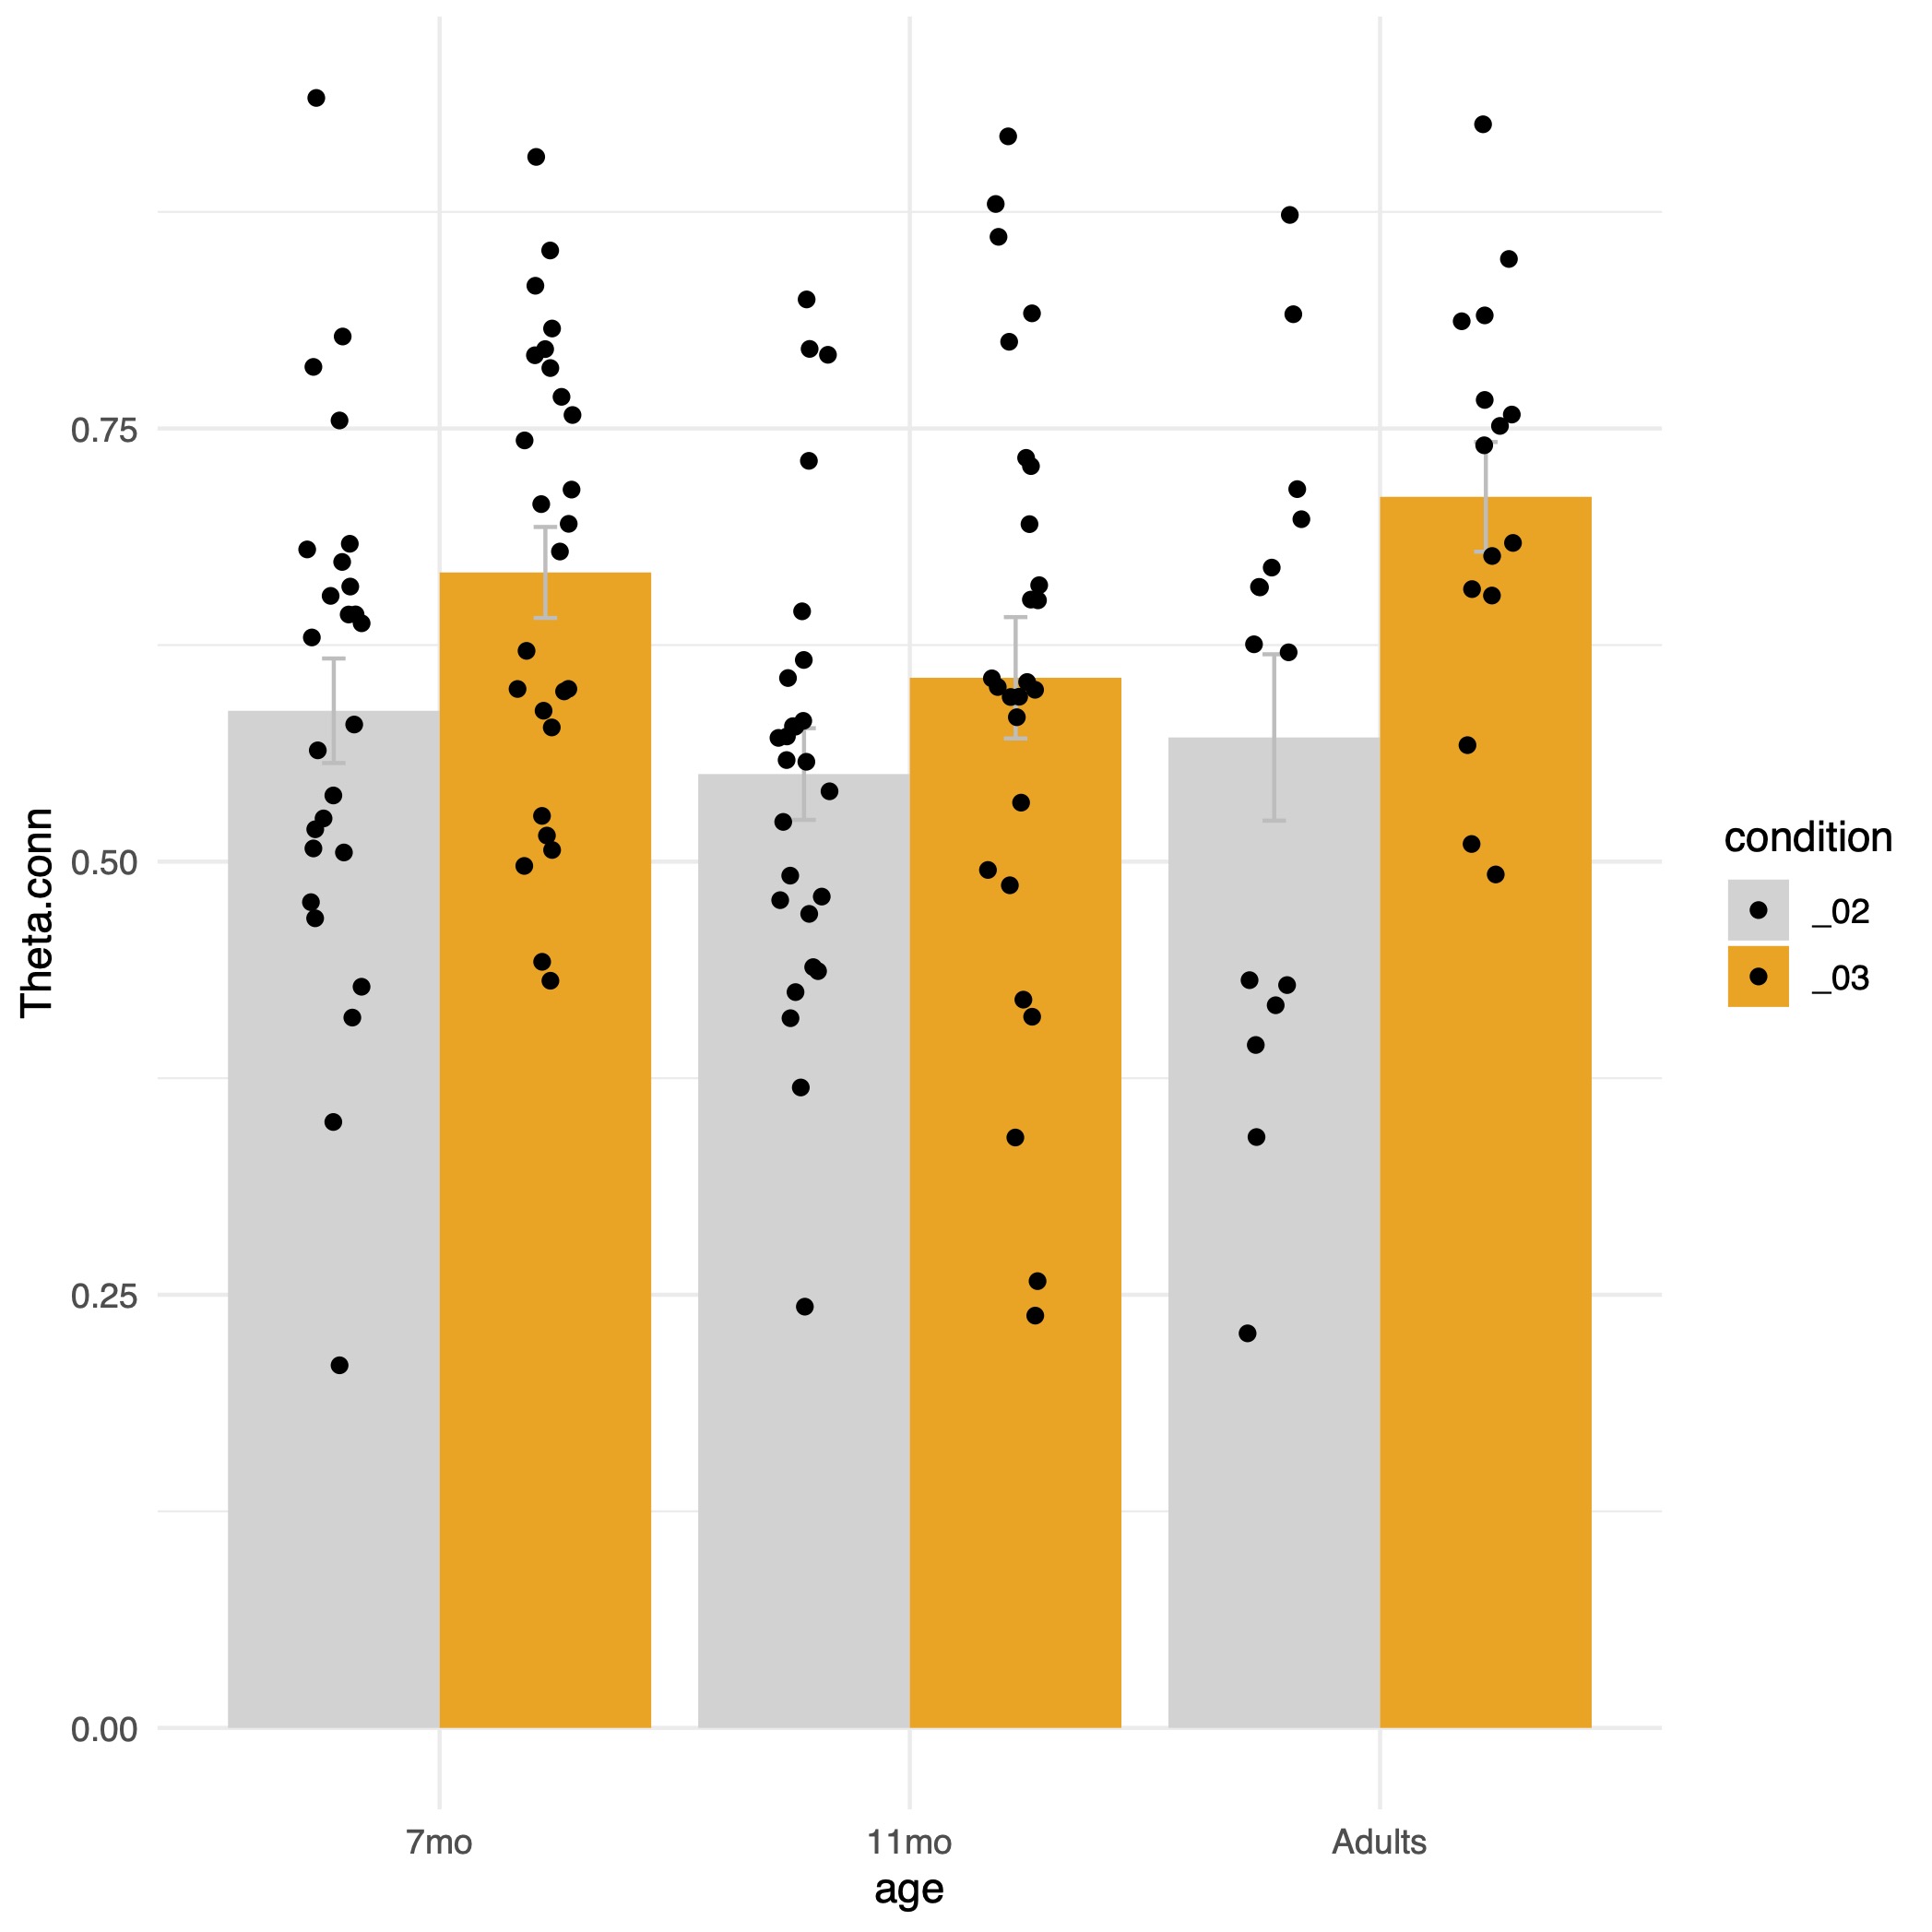 Theta.conn
0.75
0.50
0.25
0.00
7mo
11mo
Adults
age
condition
_02
_03